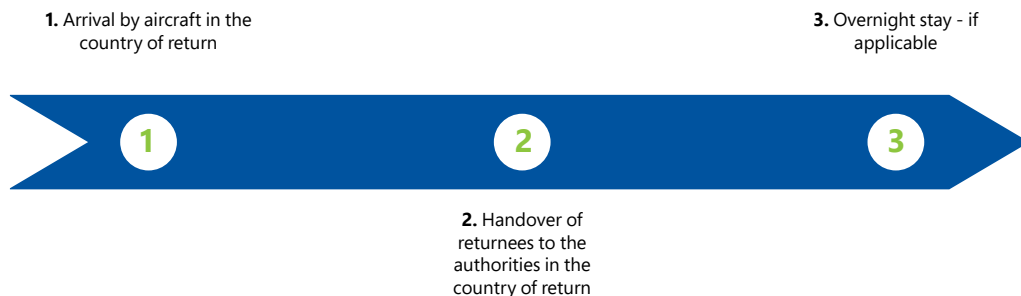 1. Arrival by aircraft in the
country of return
3. Overnight stay - if
applicable
1
2
3
2. Handover of
returnees to the
authorities in the
country of return